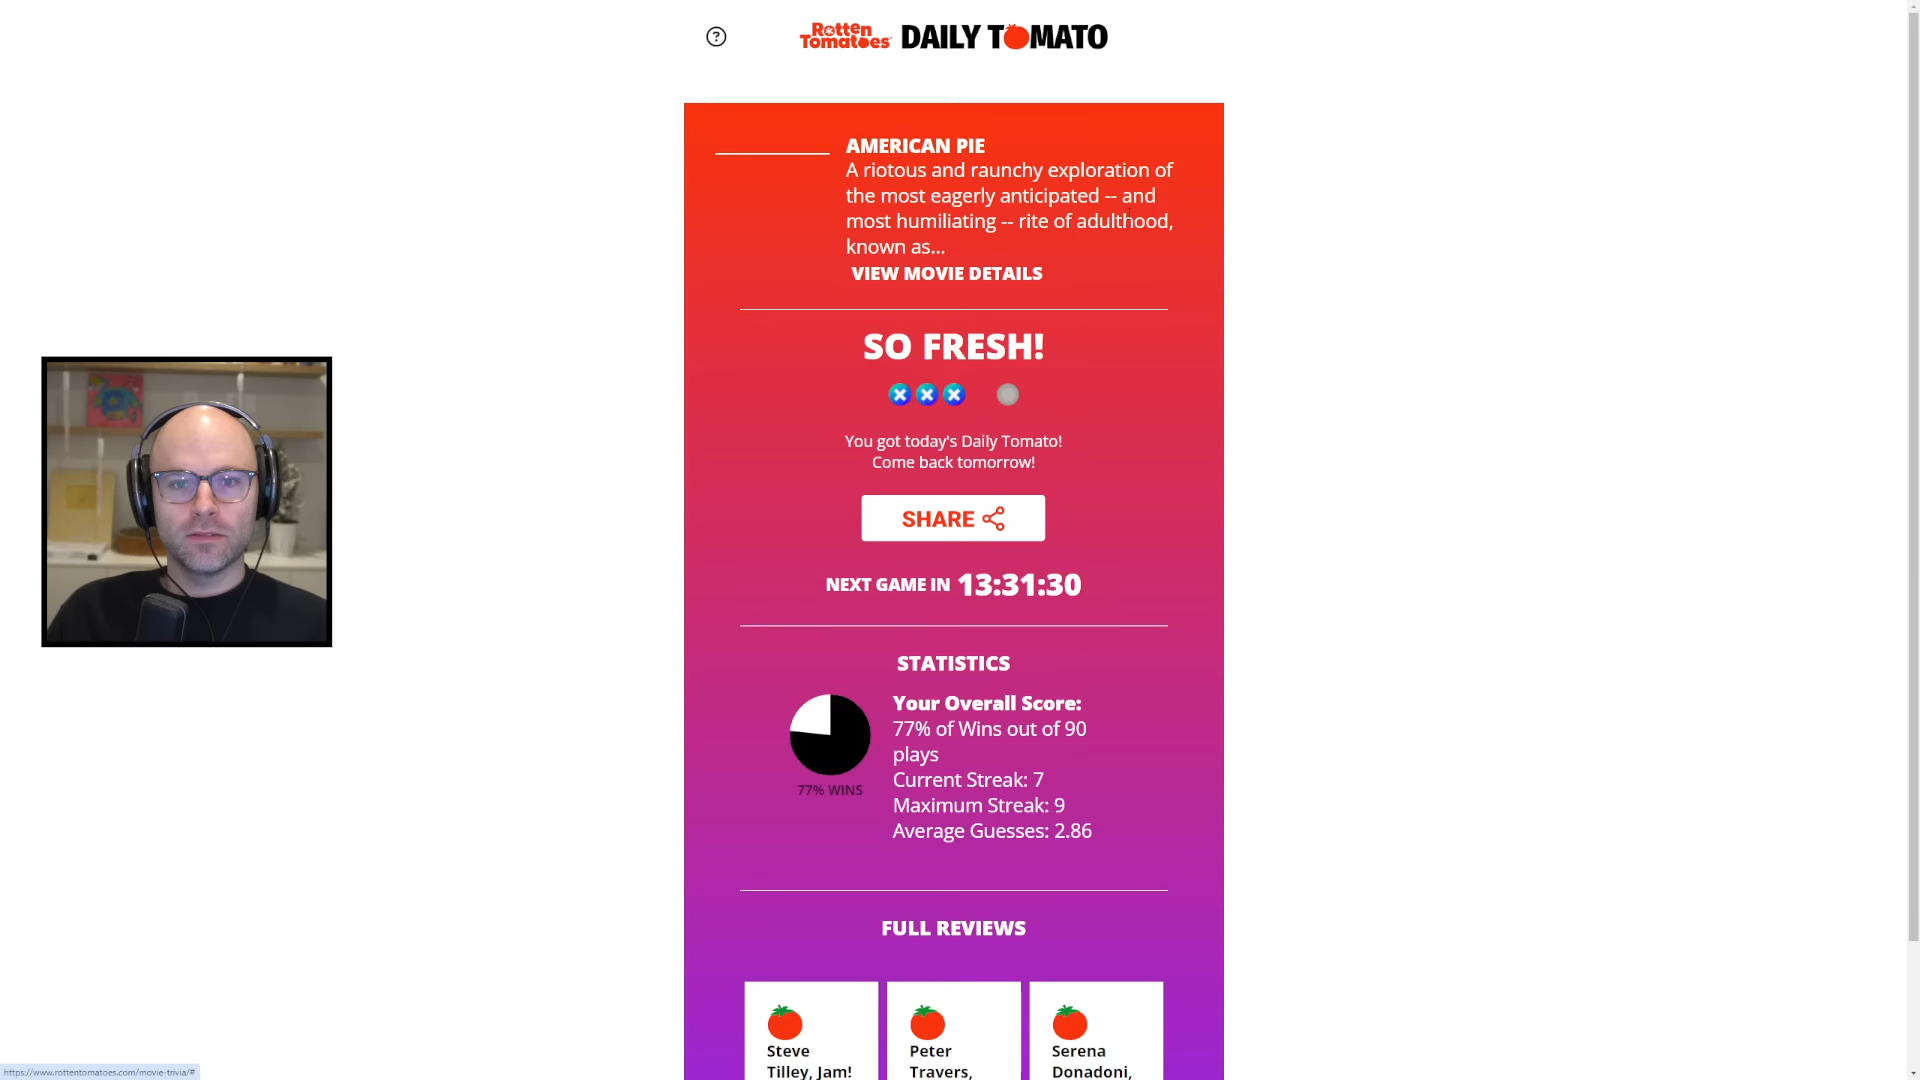 ?
Rotten
Tomatoes
DAILY TOMATO
AMERICAN PIE
A riotous and raunchy exploration of
the most eagerly anticipated -- and
most humiliating -- rite of adulthood,
known as...
VIEW MOVIE DETAILS
SO FRESH!
You got today's Daily Tomato!
Come back tomorrow!
SHARE
NEXT GAME IN 13:31:30
STATISTICS
Your Overall Score:
77% of Wins out of 90
plays
Current Streak: 7
Maximum Streak: 9
Average Guesses: 2.86
77% WINS
FULL REVIEWS
Steve
Tilley, Jam!
Peter
Travers,
Serena
Donadoni,
https://www.rottentomatoes.com/movie-trivia/#